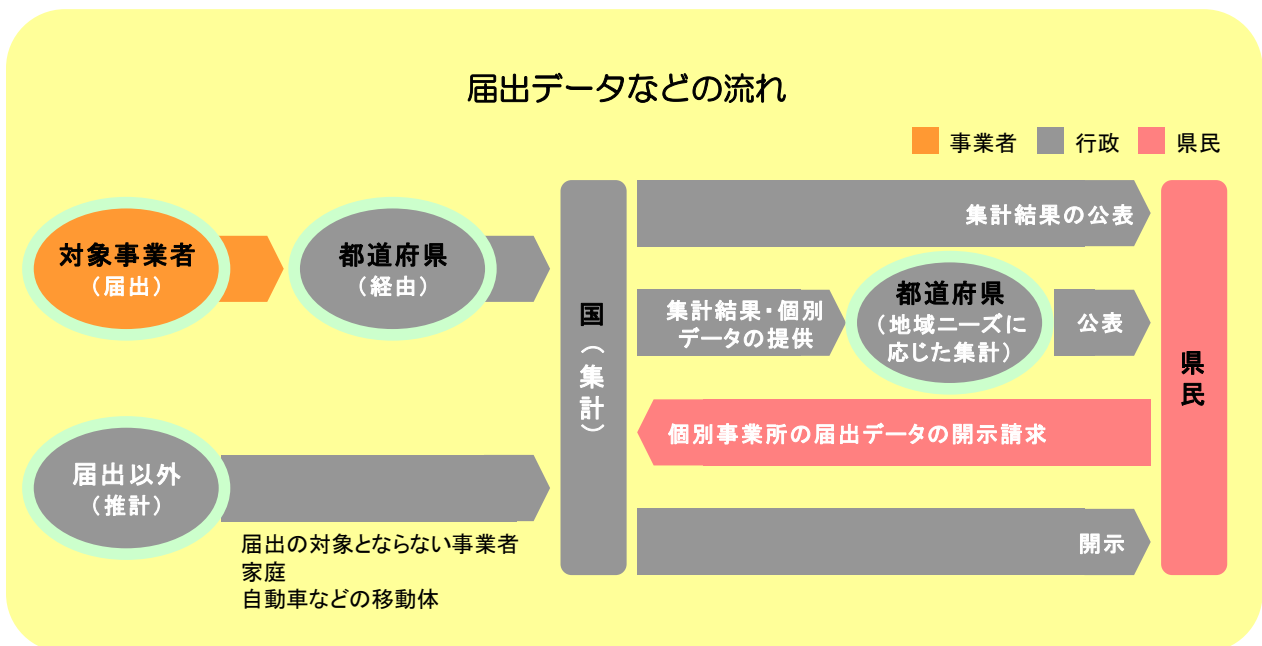 届出データなどの流れ
事業者
行政
県民
対象事業者
（届出）
都道府県
（経由）
国（集計）
集計結果の公表
集計結果・個別
データの提供
都道府県
（地域ニーズに
応じた集計）
公表
個別事業所の届出データの開示請求
開示
県民
届出以外
（推計）
届出の対象とならない事業者
家庭
自動車などの移動体